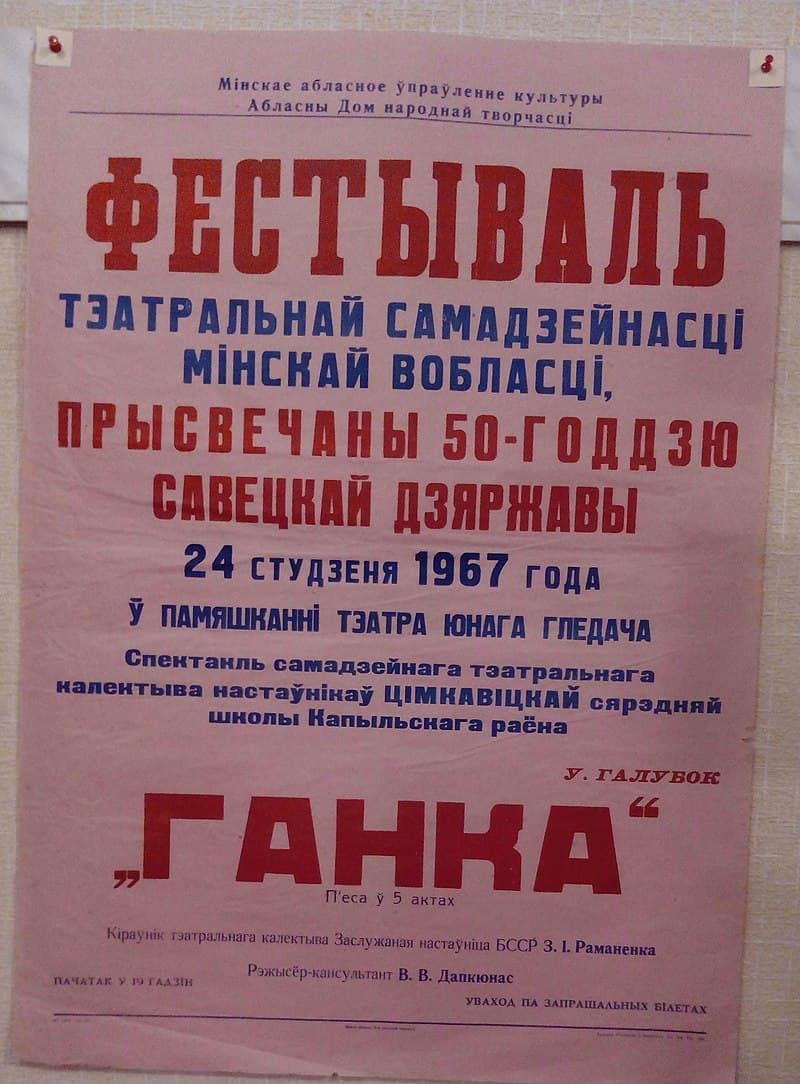 Мінскае абласное ўпраўленне культуры
Абласны Дом народнай творчасці
ФЕСТЫВАЛЬ
ТЭАТРАЛЬНАЙ САМАДЗЕЙНАСЦІ
МІНСКАЙ ВОБЛАСЦІ,
ПРЫСВЕЧАНЫ 50-ГОДДЗЮ
САВЕЦКАЙ ДЗЯРЖАВЫ
24 СТУДЗЕНЯ 1967 ГОДА
Ў ПАМЯШКАННІ ТЭАТРА ЮНАГА ГЛЕДАЧА
Спектакль самадзейнага тэатральнага
калектыва настаўнікаў ЦІМКАВІЦКАЙ сярэдняй
школы Капыльскага раёна
У. ГАЛУБОК
„ГАНКА“
П'еса ў 5 актах
Кіраўнік тэатральнага калектыва Заслужаная настаўніца БССР З. І. Раманенка
Рэжысёр-кансультант В. В. Дапкюнас
ПАЧАТАК У 19 ГАДЗІН
УВАХОД ПА ЗАПРАШАЛЬНЫХ БІЛЕТАХ